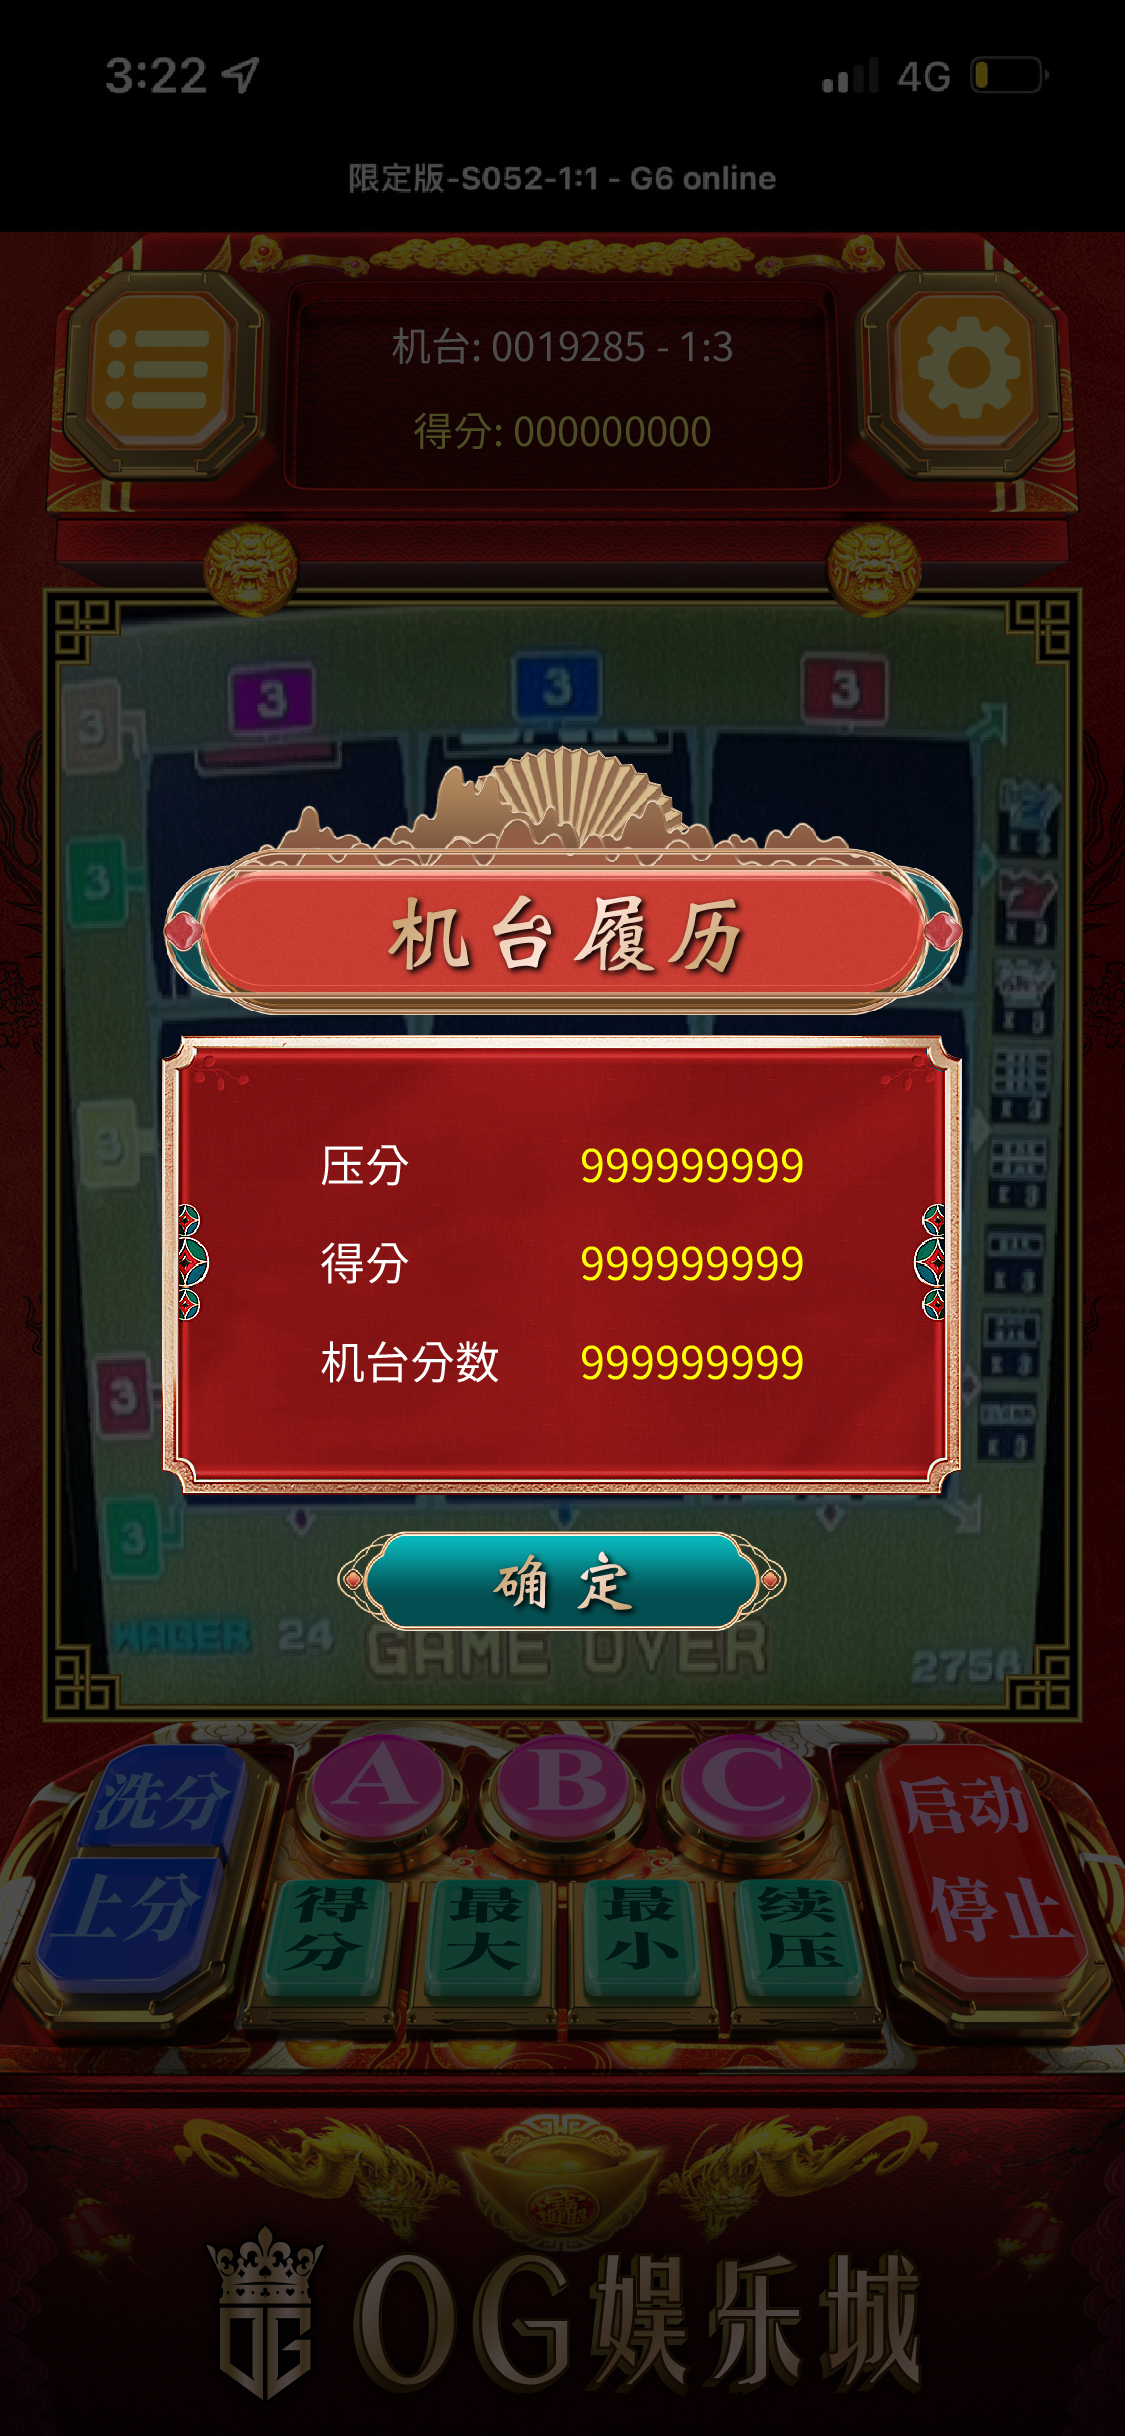 3:22
4G
限定版-S052-1:1 - G6 online
机台: 0019285 - 1:3
得分: 000000000
3
3
3
3
3
机台履历
3
压分 999999999
得分 999999999
机台分数 999999999
3
3
确定
WAGER 24
GAME OVER
洗分
上分
A
B
C
启动
停止
得分
最大
最小
续压
OG
OG娱乐城